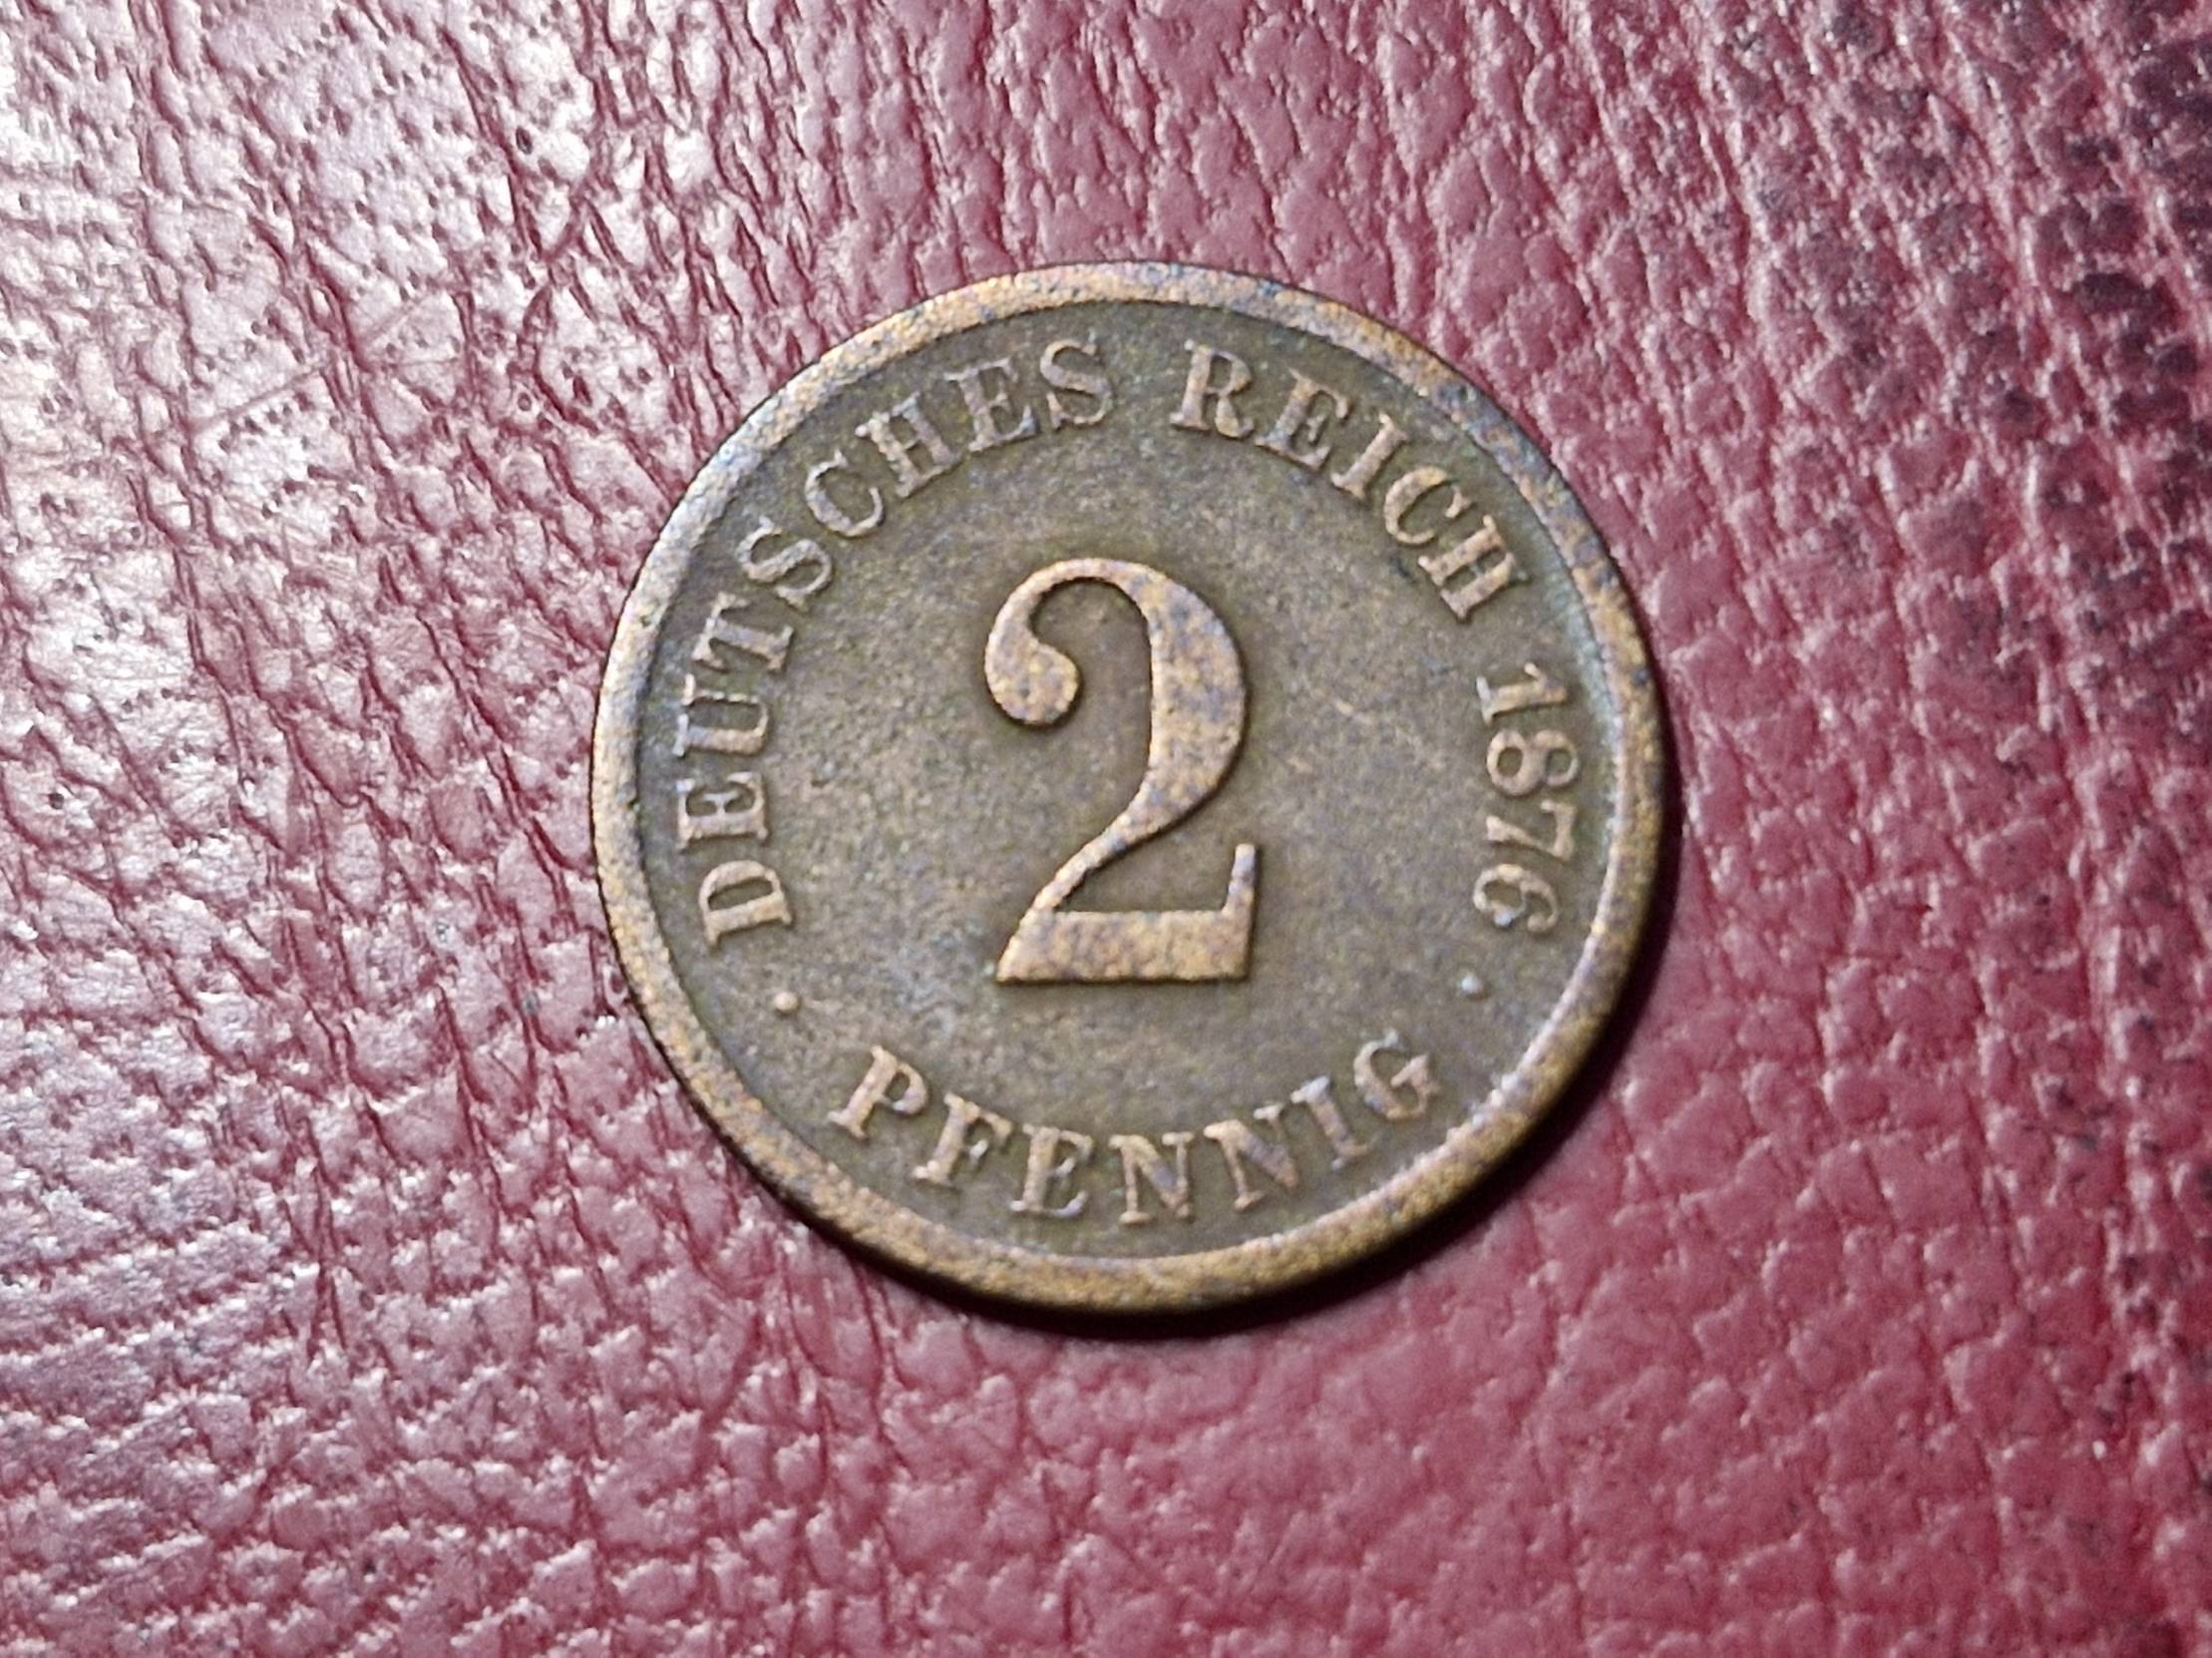 DEUTSCHES REICH 1876
2
· PFENNIG ·